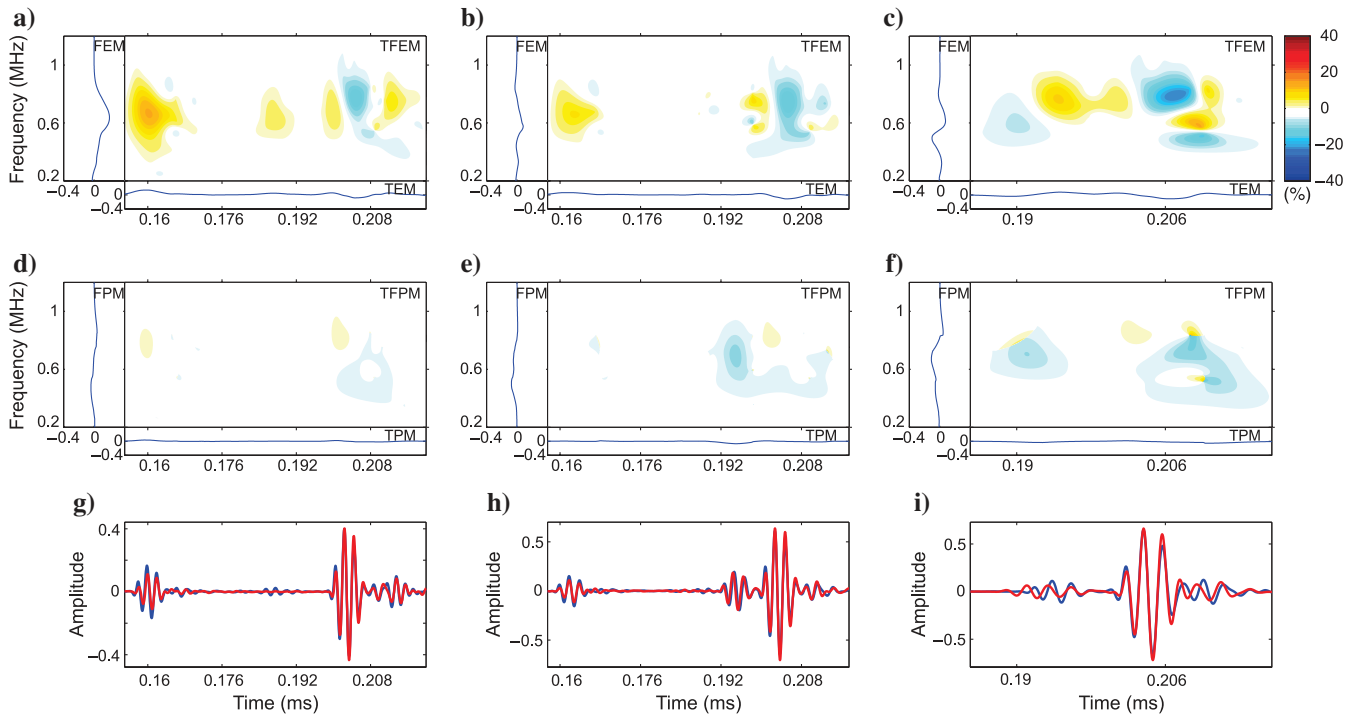 a)
b)
c)
FEM
TFEM
FEM
TFEM
FEM
TFEM
Frequency (MHz)
1
0.6
0.2
1
0.6
0.2
1
0.6
0.2
40
20
0
−20
−40
(%)
−0.4
0
0
−0.4
TEM
−0.4
0
0
−0.4
TEM
−0.4
0
0
−0.4
TEM
0.16
0.176
0.192
0.208
0.16
0.176
0.192
0.208
0.19
0.206
d)
e)
f)
FPM
TFPM
FPM
TFPM
FPM
TFPM
Frequency (MHz)
1
0.6
0.2
1
0.6
0.2
1
0.6
0.2
−0.4
0
0
−0.4
TPM
−0.4
0
0
−0.4
TPM
−0.4
0
0
−0.4
TPM
0.16
0.176
0.192
0.208
0.16
0.176
0.192
0.208
0.19
0.206
g)
h)
i)
Amplitude
0.4
0
−0.4
Amplitude
0.5
0
−0.5
Amplitude
0.5
0
−0.5
0.16
0.176
0.192
0.208
0.16
0.176
0.192
0.208
0.19
0.206
Time (ms)
Time (ms)
Time (ms)